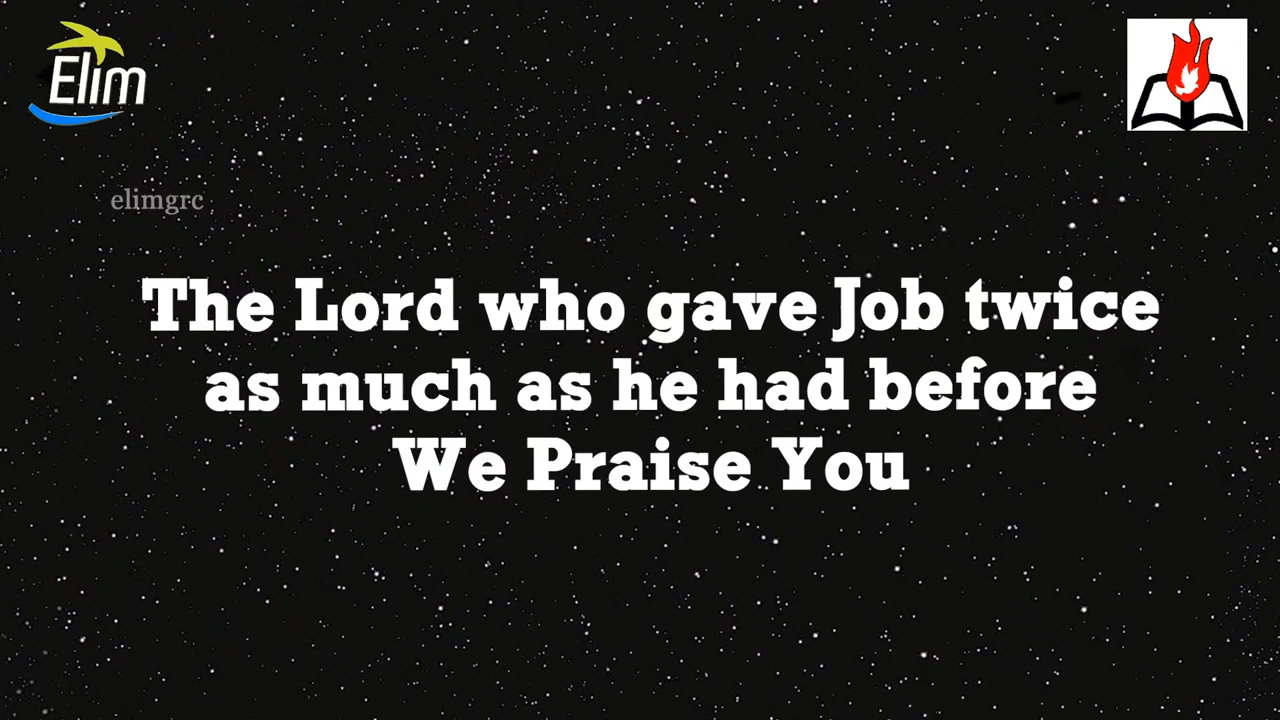 Elim
elimgrc
The Lord who gave Job twice
as much as he had before
We Praise You